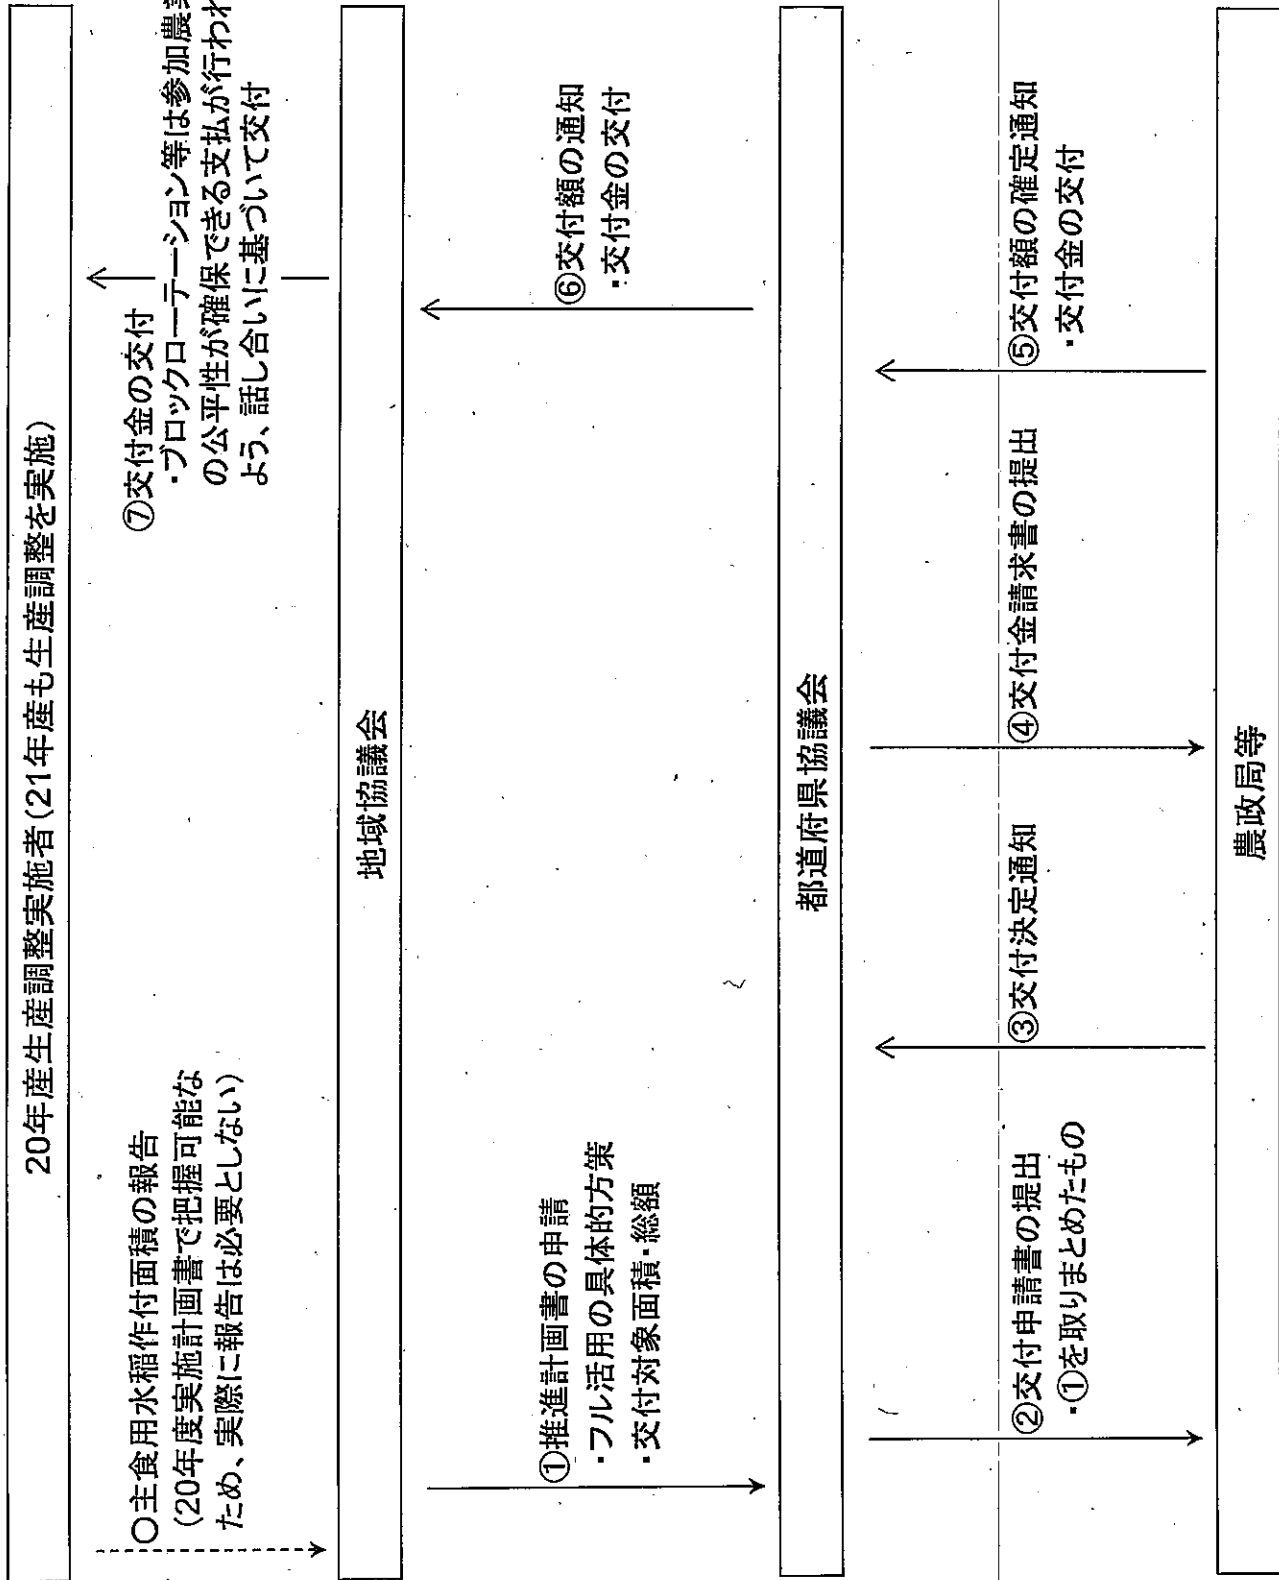 20年産生産調整実施者(21年産も生産調整を実施)
○主食用水稲作付面積の報告
(20年度実施計画書で把握可能な
ため、実際に報告は必要としない)
⑦交付金の交付
・ブロックローテーション等は参加農業
の公平性が確保できる支払が行われ
よう、話し合いに基づいて交付
地域協議会
①推進計画書の申請
・フル活用の具体的方策
・交付対象面積・総額
⑥交付額の通知
・交付金の交付
都道府県協議会
②交付申請書の提出
・①を取りまとめたもの
③交付決定通知
④交付金請求書の提出
⑤交付額の確定通知
・交付金の交付
農政局等